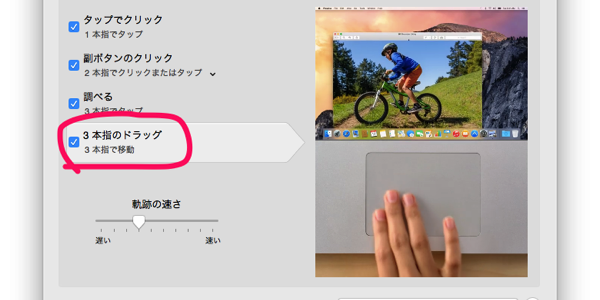 タップでクリック
1 本指でタップ
副ボタンのクリック
2 本指でクリックまたはタップ
調べる
3 本指でタップ
3 本指のドラッグ
3 本指で移動
軌跡の速さ
遅い
速い